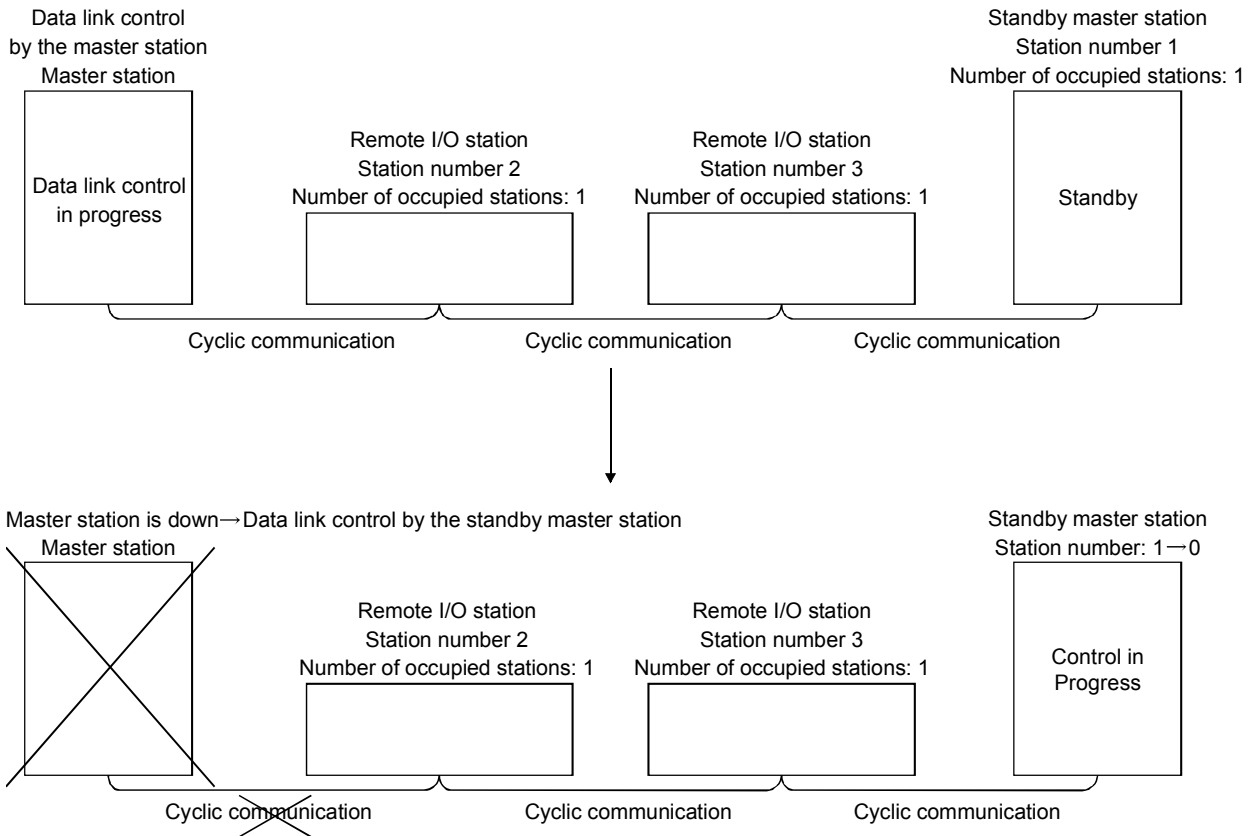 Data link control
by the master station
Master station
Data link control
in progress
Remote I/O station
Station number 2
Number of occupied stations: 1
Remote I/O station
Station number 3
Number of occupied stations: 1
Standby master station
Station number 1
Number of occupied stations: 1
Standby
Cyclic communication
Cyclic communication
Cyclic communication
Master station is down→Data link control by the standby master station
Master station
Remote I/O station
Station number 2
Number of occupied stations: 1
Remote I/O station
Station number 3
Number of occupied stations: 1
Standby master station
Station number: 1→0
Control in
Progress
Cyclic communication
Cyclic communication
Cyclic communication